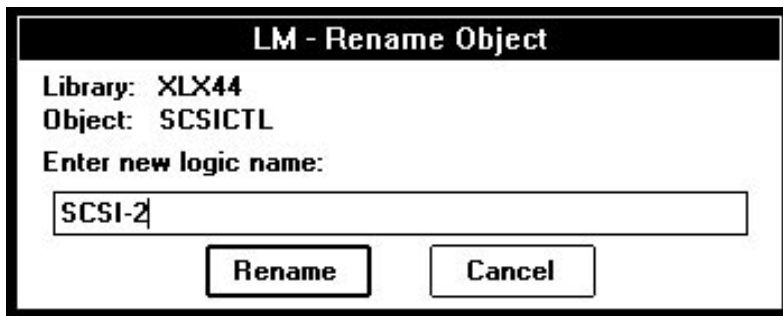 LM - Rename Object
Library: XLX44
Object: SCSICTL
Enter new logic name:
SCSI-2
Rename Cancel